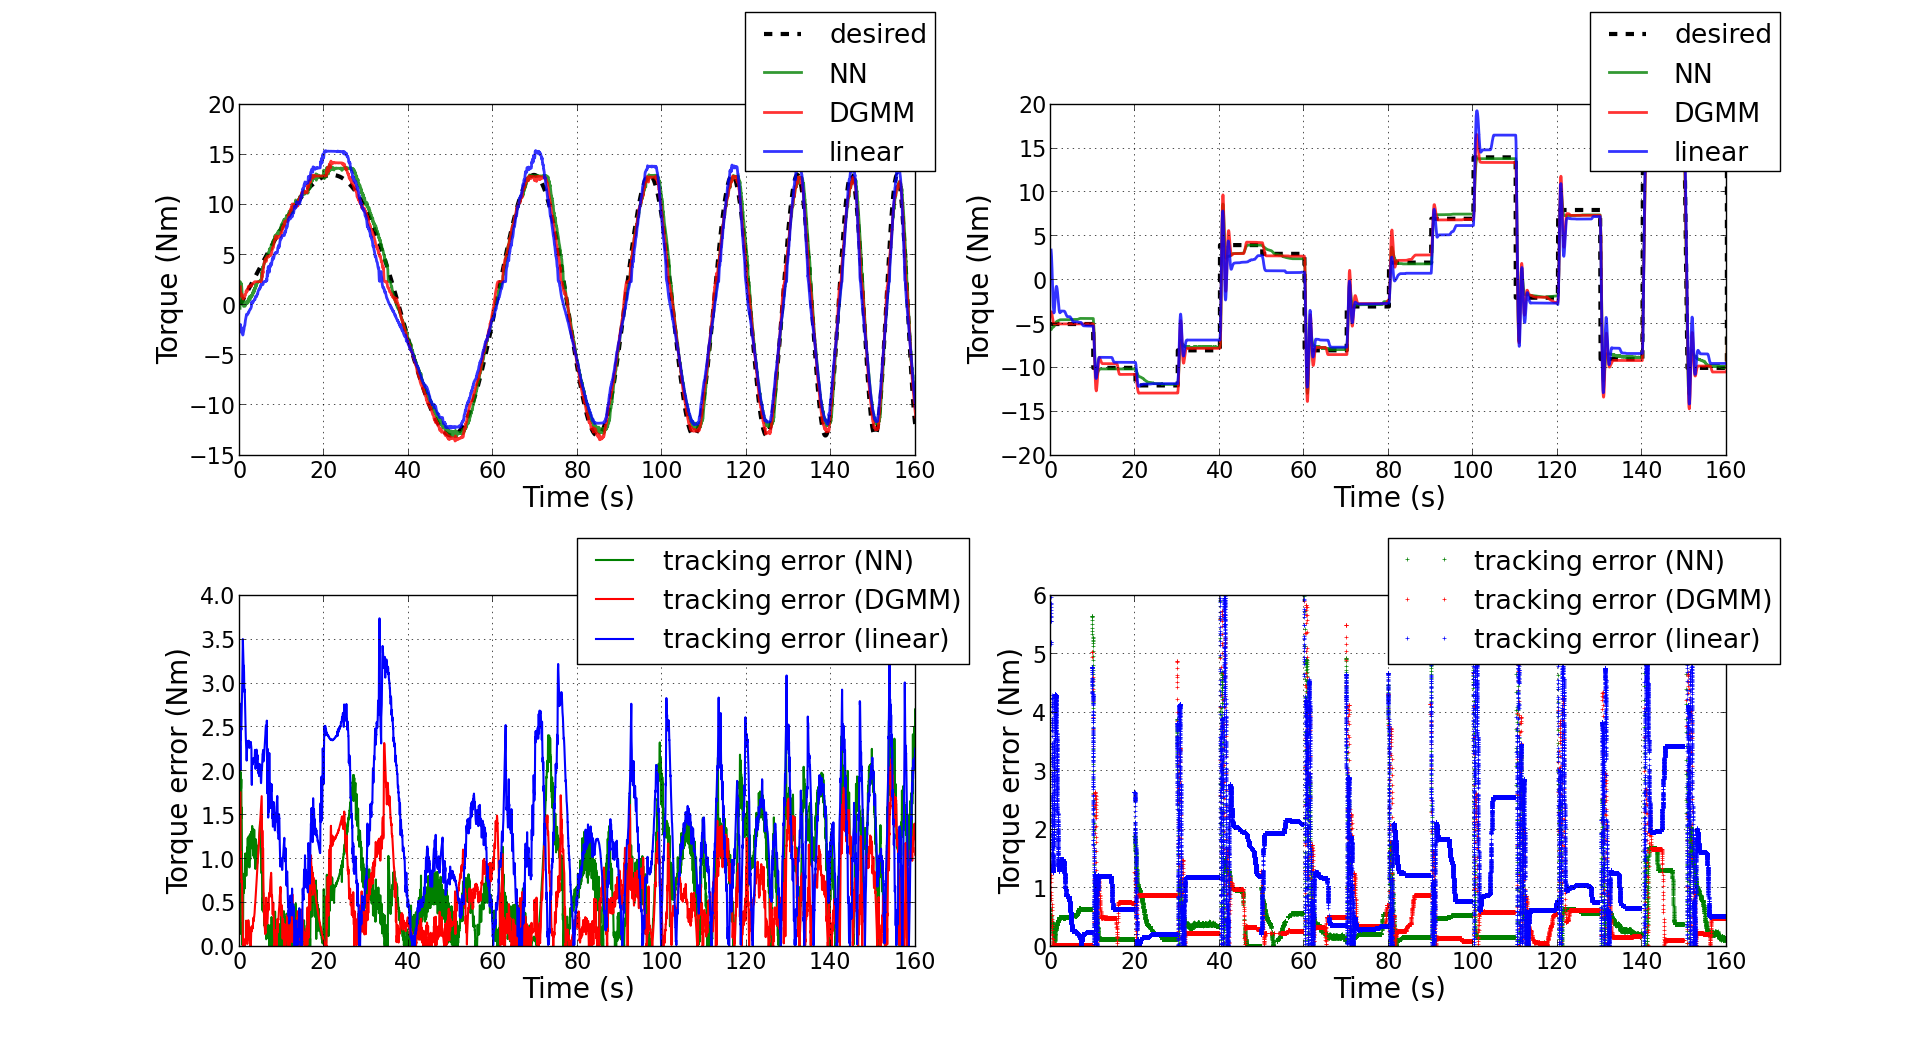 desired
NN
DGMM
linear
20
15
10
5
0
−5
−10
−15
Torque (Nm)
0 20 40 60 80 100 120 140 160
Time (s)
desired
NN
DGMM
linear
20
15
10
5
0
−5
−10
−15
−20
Torque (Nm)
0 20 40 60 80 100 120 140 160
Time (s)
tracking error (NN)
tracking error (DGMM)
tracking error (linear)
4.0
3.5
3.0
2.5
2.0
1.5
1.0
0.5
0.0
Torque error (Nm)
0 20 40 60 80 100 120 140 160
Time (s)
tracking error (NN)
tracking error (DGMM)
tracking error (linear)
6
5
4
3
2
1
0
Torque error (Nm)
0 20 40 60 80 100 120 140 160
Time (s)